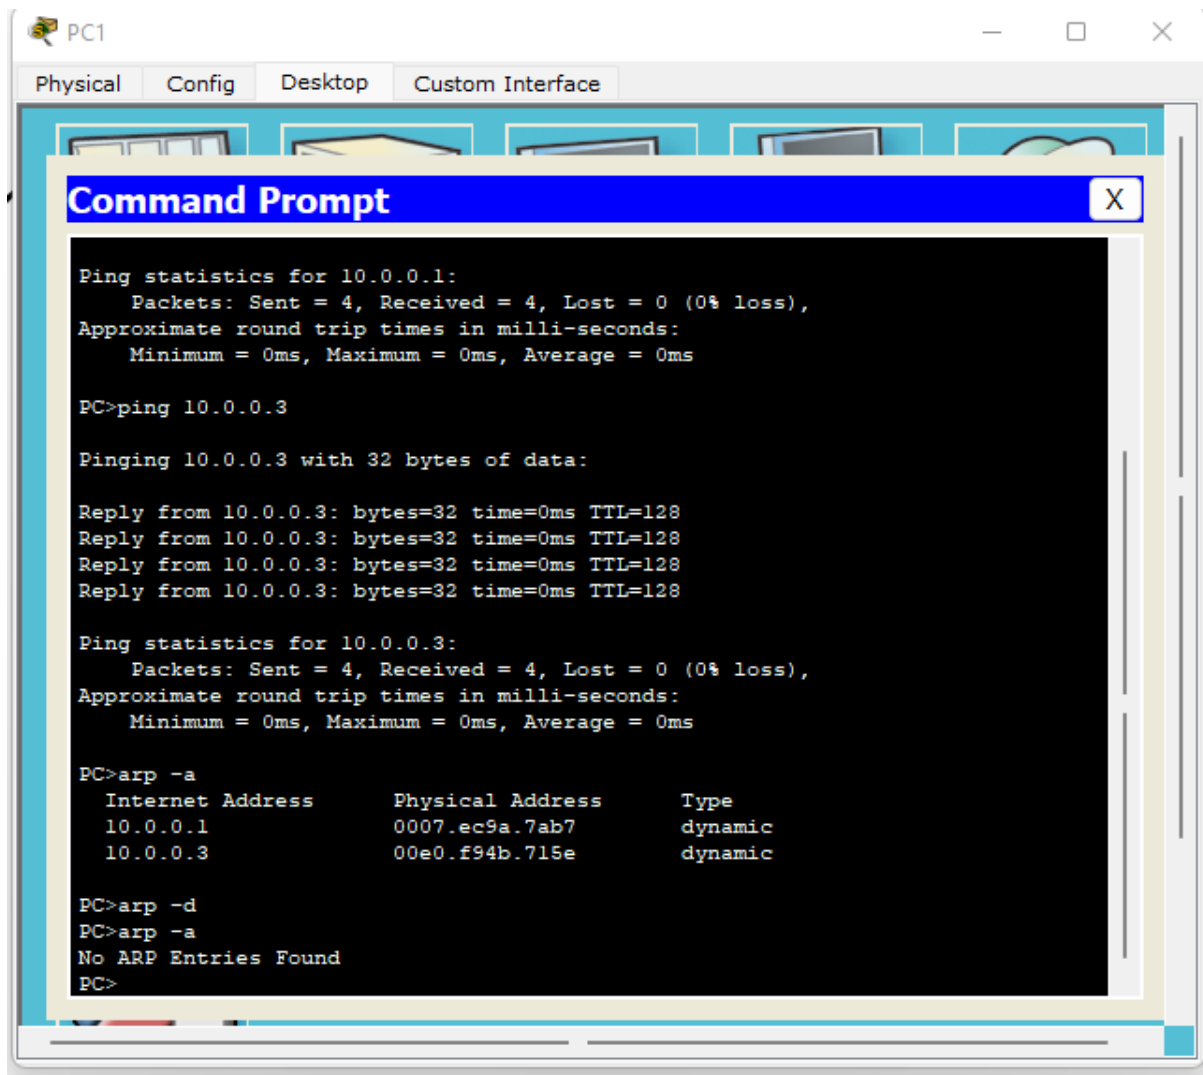 PC1
Physical Config Desktop Custom Interface
Command Prompt X
Ping statistics for 10.0.0.1:
Packets: Sent = 4, Received = 4, Lost = 0 (0% loss),
Approximate round trip times in milli-seconds:
Minimum = 0ms, Maximum = 0ms, Average = 0ms
PC>ping 10.0.0.3
Pinging 10.0.0.3 with 32 bytes of data:
Reply from 10.0.0.3: bytes=32 time=0ms TTL=128
Reply from 10.0.0.3: bytes=32 time=0ms TTL=128
Reply from 10.0.0.3: bytes=32 time=0ms TTL=128
Reply from 10.0.0.3: bytes=32 time=0ms TTL=128
Ping statistics for 10.0.0.3:
Packets: Sent = 4, Received = 4, Lost = 0 (0% loss),
Approximate round trip times in milli-seconds:
Minimum = 0ms, Maximum = 0ms, Average = 0ms
PC>arp -a
Internet Address Physical Address Type
10.0.0.1 0007.ec9a.7ab7 dynamic
10.0.0.3 00e0.f94b.715e dynamic
PC>arp -d
PC>arp -a
No ARP Entries Found
PC>